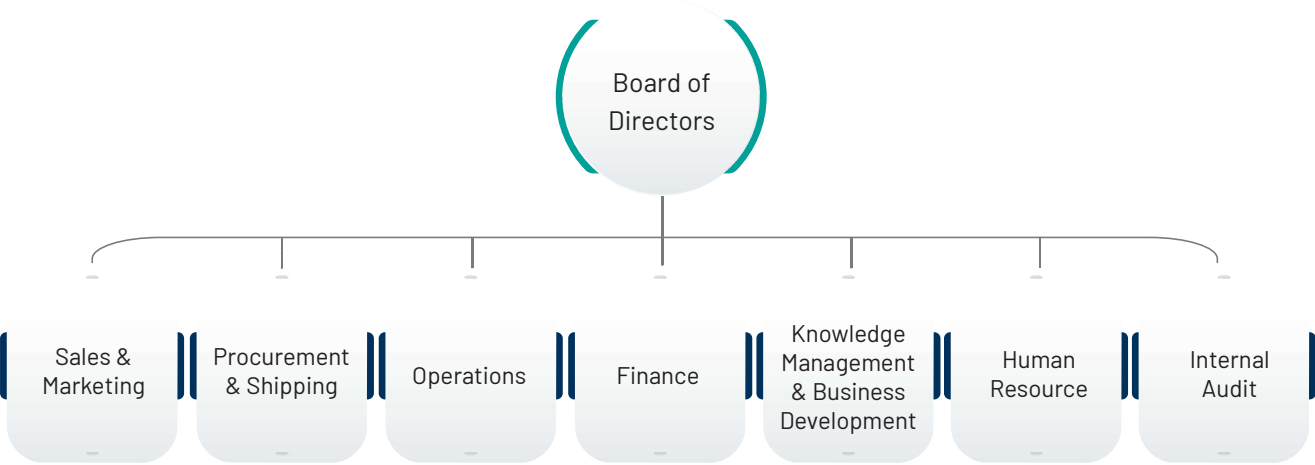 Board of
Directors
Sales &
Marketing
Procurement
& Shipping
Operations
Finance
Knowledge
Management
& Business
Development
Human
Resource
Internal
Audit